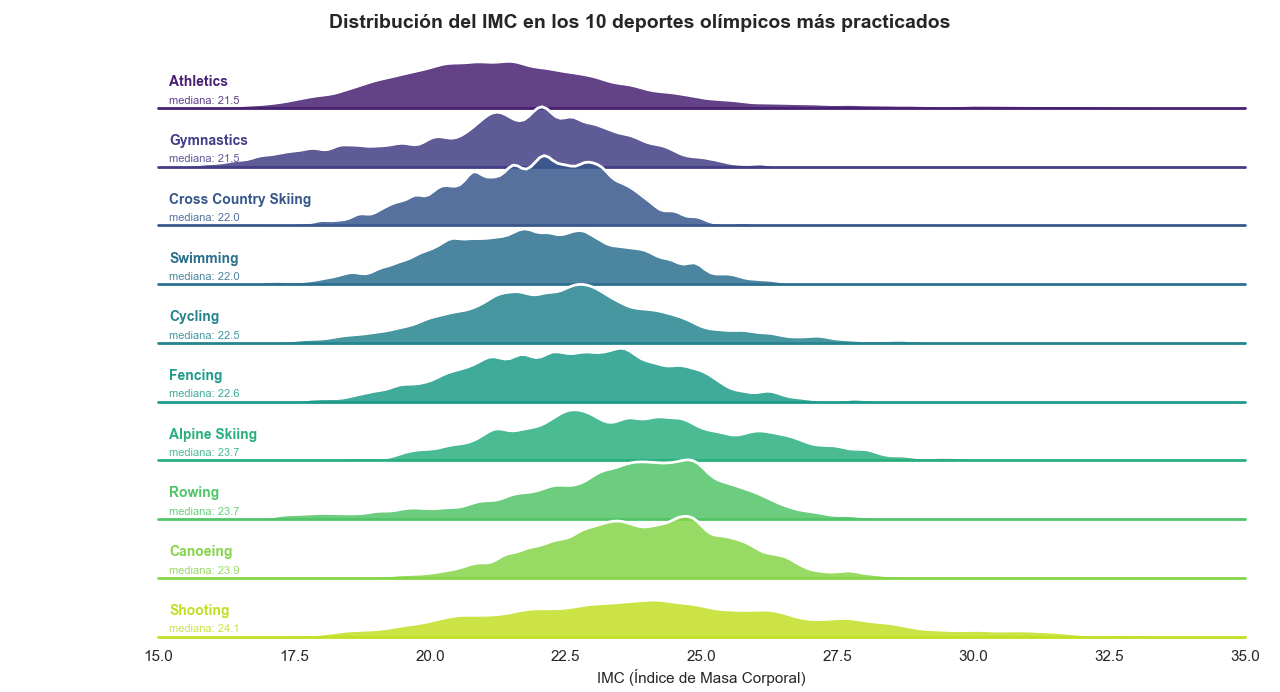 Distribución del IMC en los 10 deportes olímpicos más practicados
Athletics
mediana: 21.5
Gymnastics
mediana: 21.5
Cross Country Skiing
mediana: 22.0
Swimming
mediana: 22.0
Cycling
mediana: 22.5
Fencing
mediana: 22.6
Alpine Skiing
mediana: 23.7
Rowing
mediana: 23.7
Canoeing
mediana: 23.9
Shooting
mediana: 24.1
15.0 17.5 20.0 22.5 25.0 27.5 30.0 32.5 35.0
IMC (Índice de Masa Corporal)